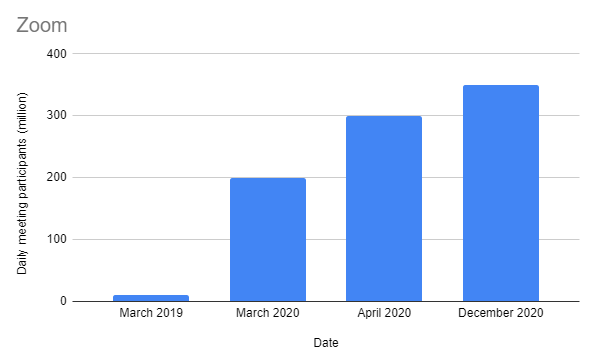 Zoom
400
300
200
100
0
Daily meeting participants (million)
March 2019
March 2020
April 2020
December 2020
Date